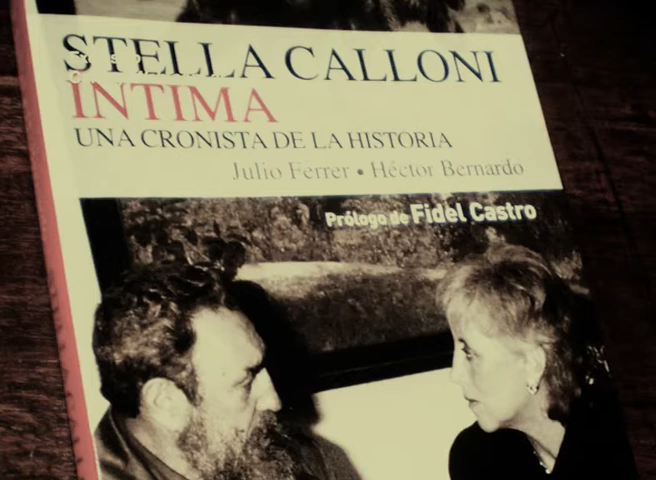 STELLA CALLONI
ÍNTIMA
UNA CRONISTA DE LA HISTORIA
Julio Ferrer • Héctor Bernardo
Prólogo de Fidel Castro